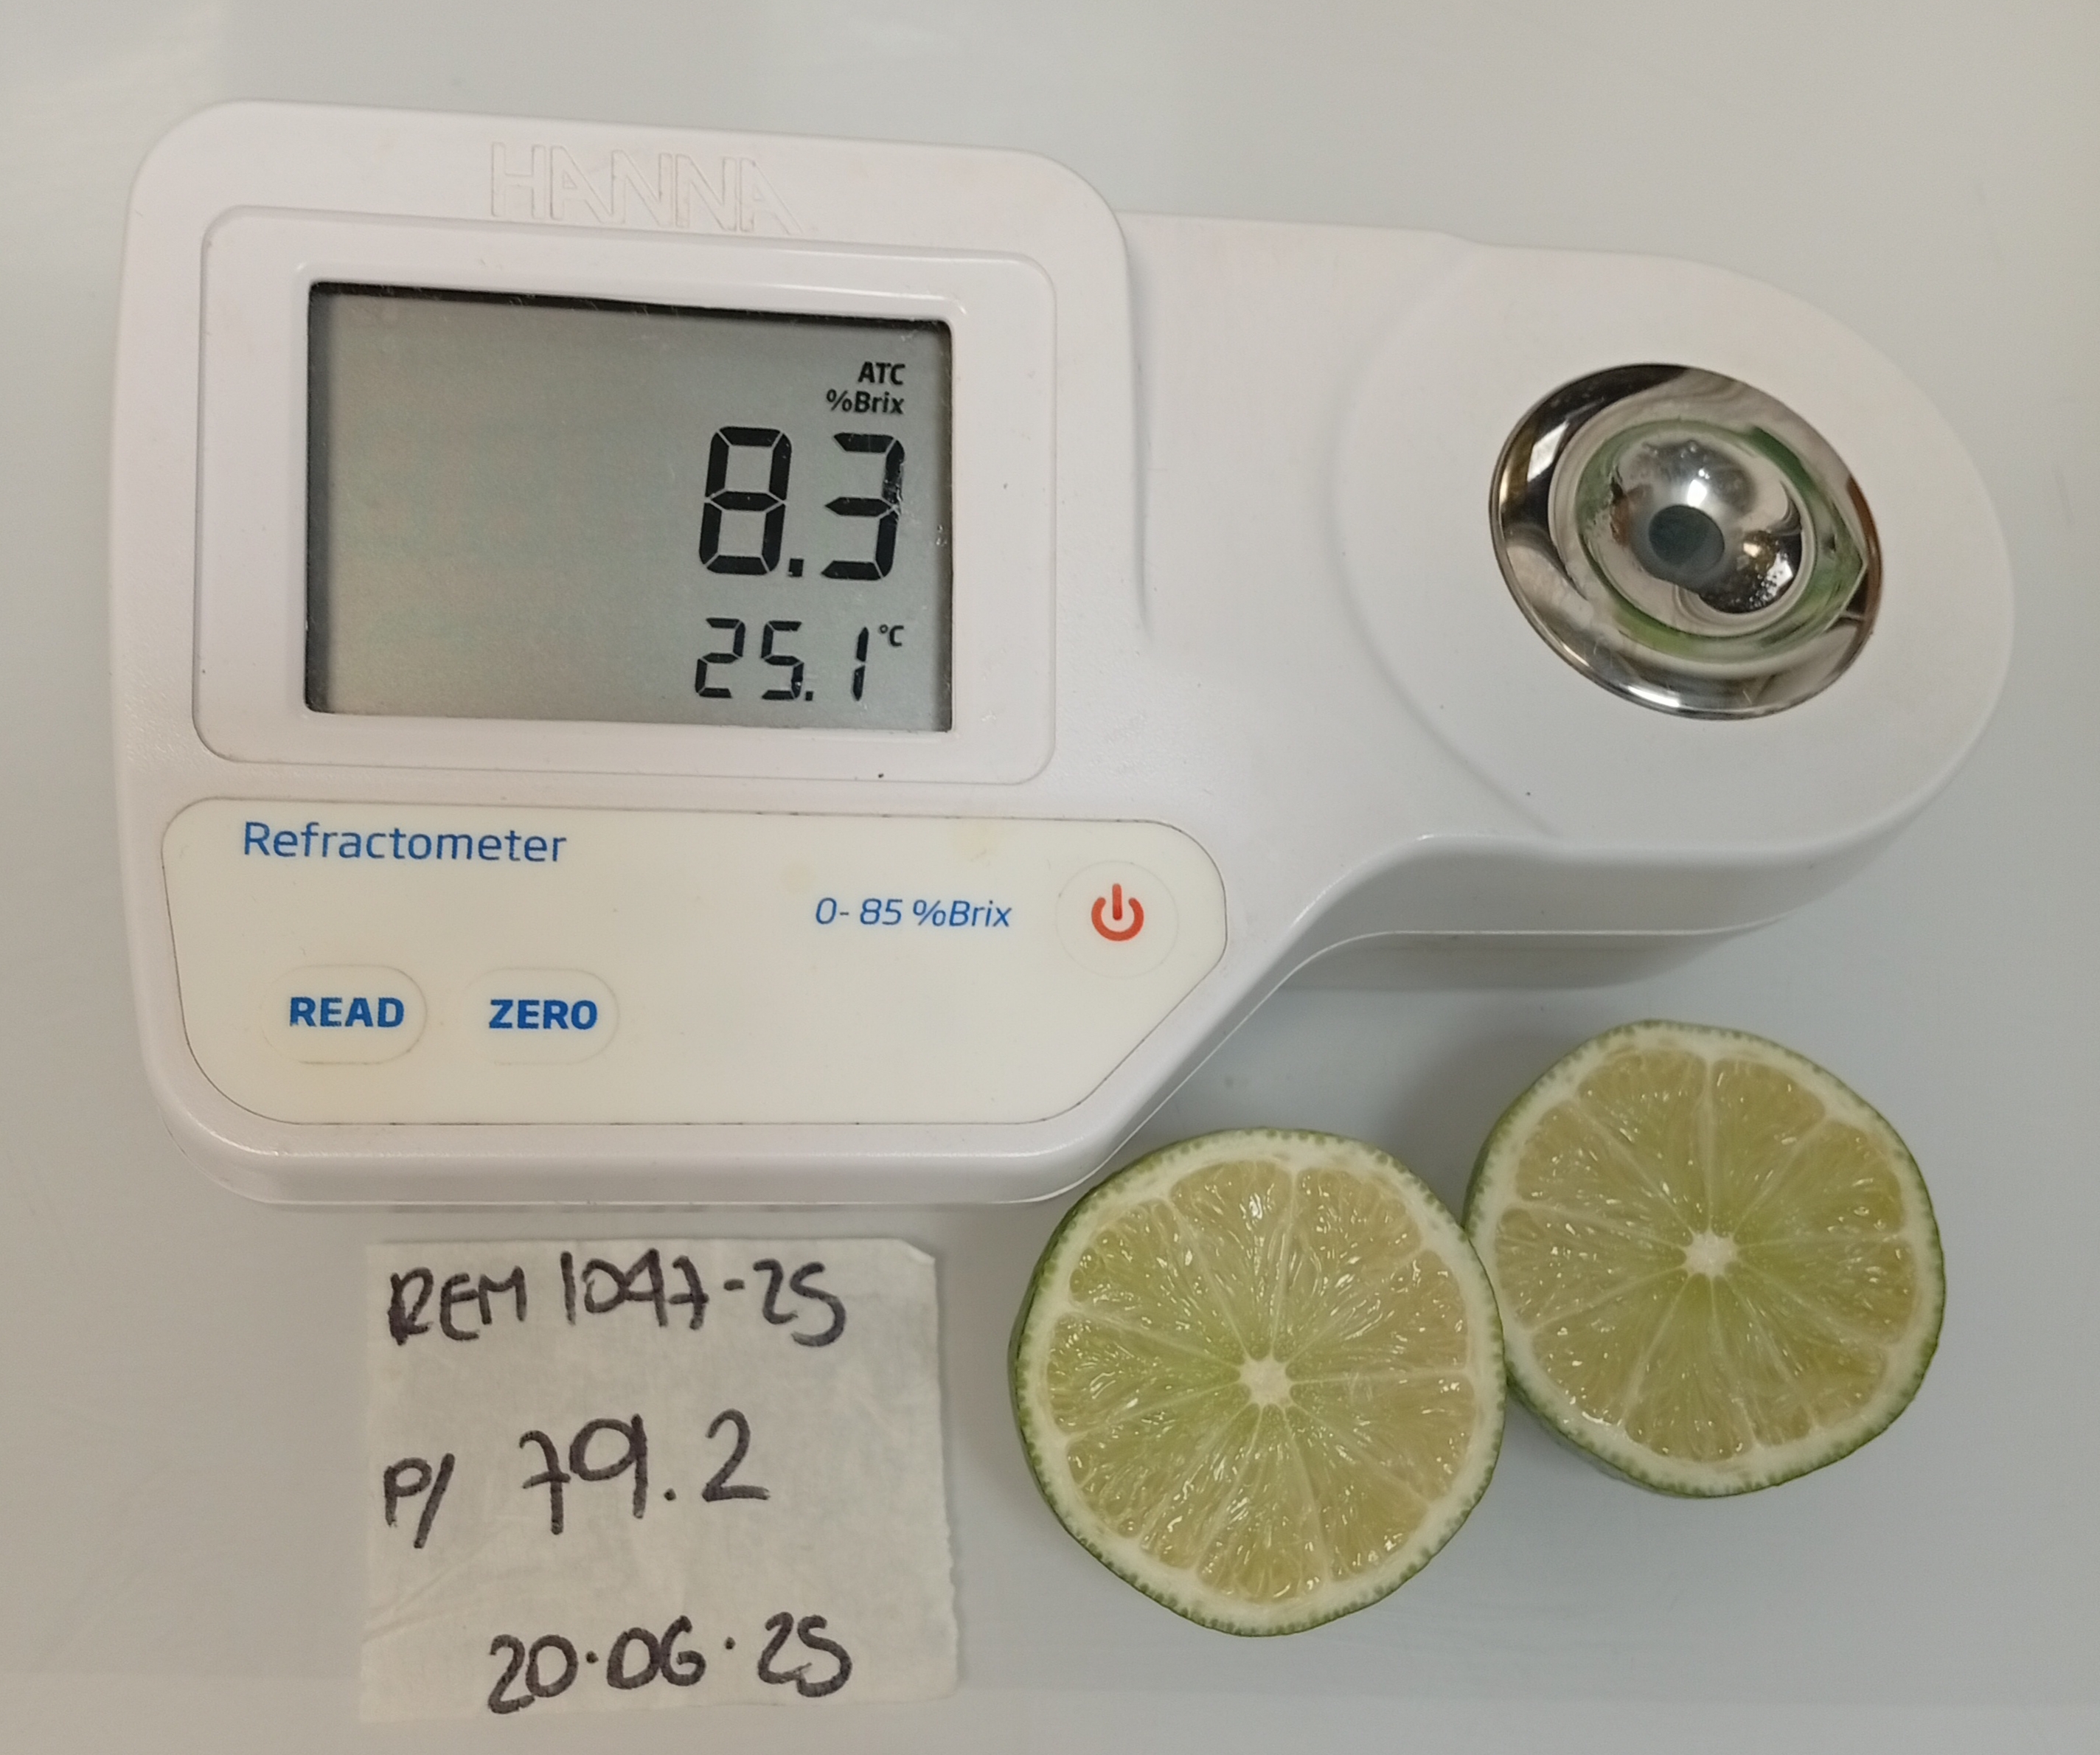 HANNA
ATC
%Brix
8.3
25.1 °C
Refractometer
0- 85 %Brix
READ ZERO
REM 1047-25
P/ 79.2
20.06.25